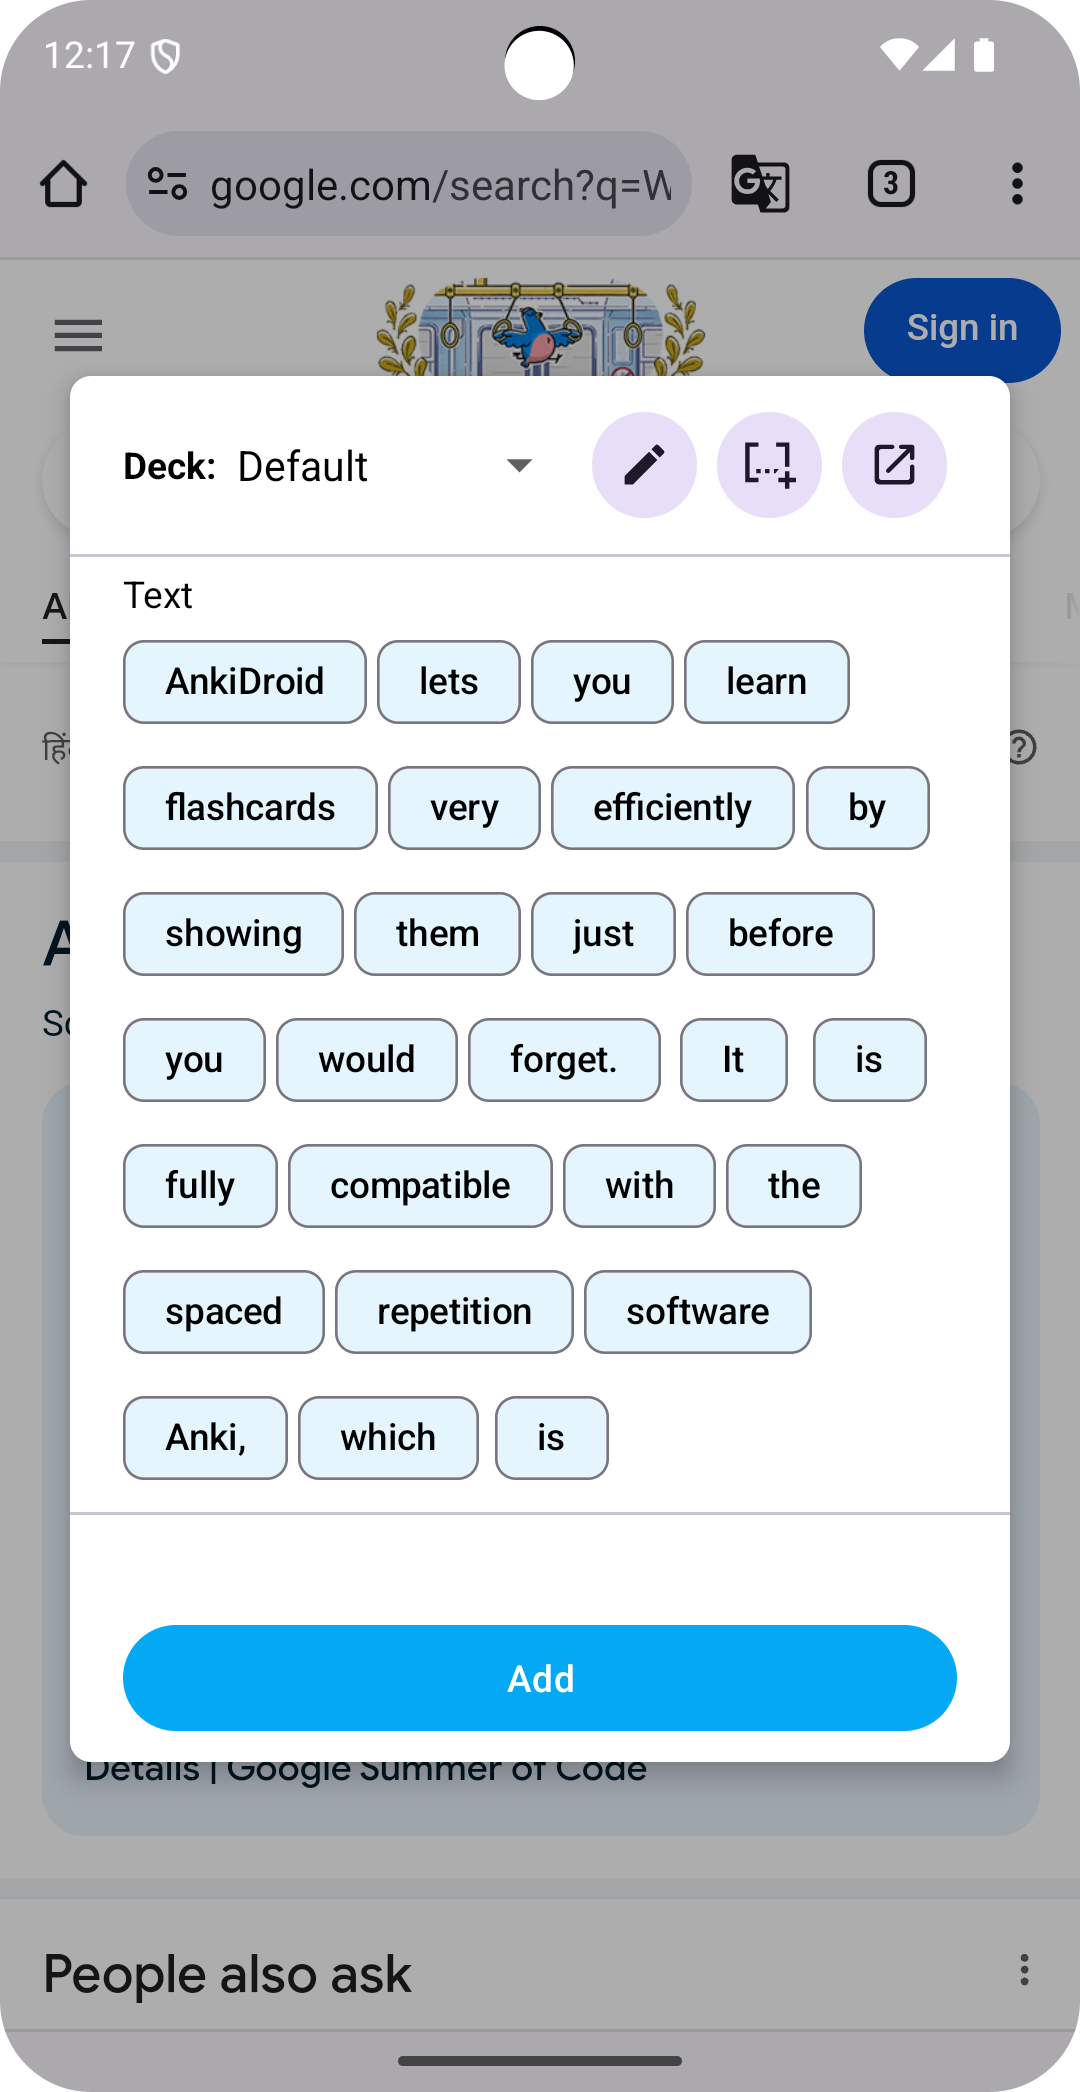 12:17
google.com/search?q=W
3
Sign in
Deck: Default
Text
AnkiDroid lets you learn
flashcards very efficiently by
showing them just before
you would forget. It is
fully compatible with the
spaced repetition software
Anki, which is
Add
Details | Google Summer of Code
People also ask